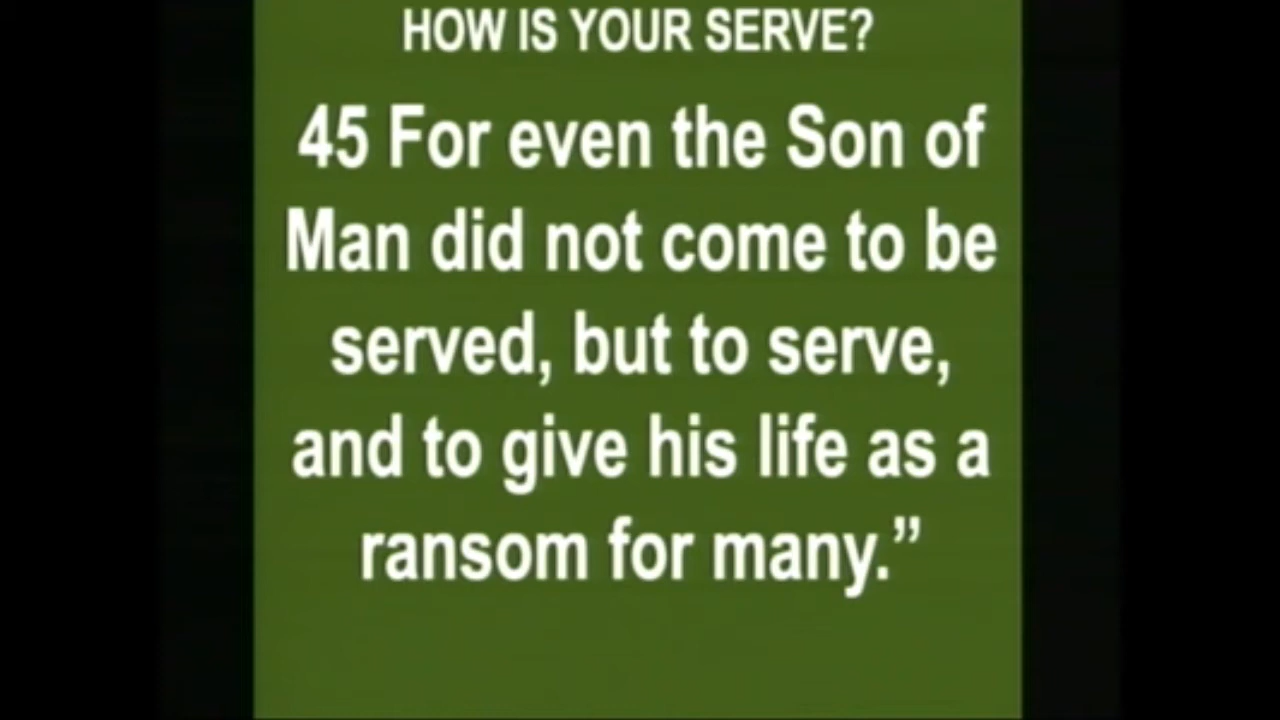 HOW IS YOUR SERVE?
45 For even the Son of
Man did not come to be
served, but to serve,
and to give his life as a
ransom for many.”